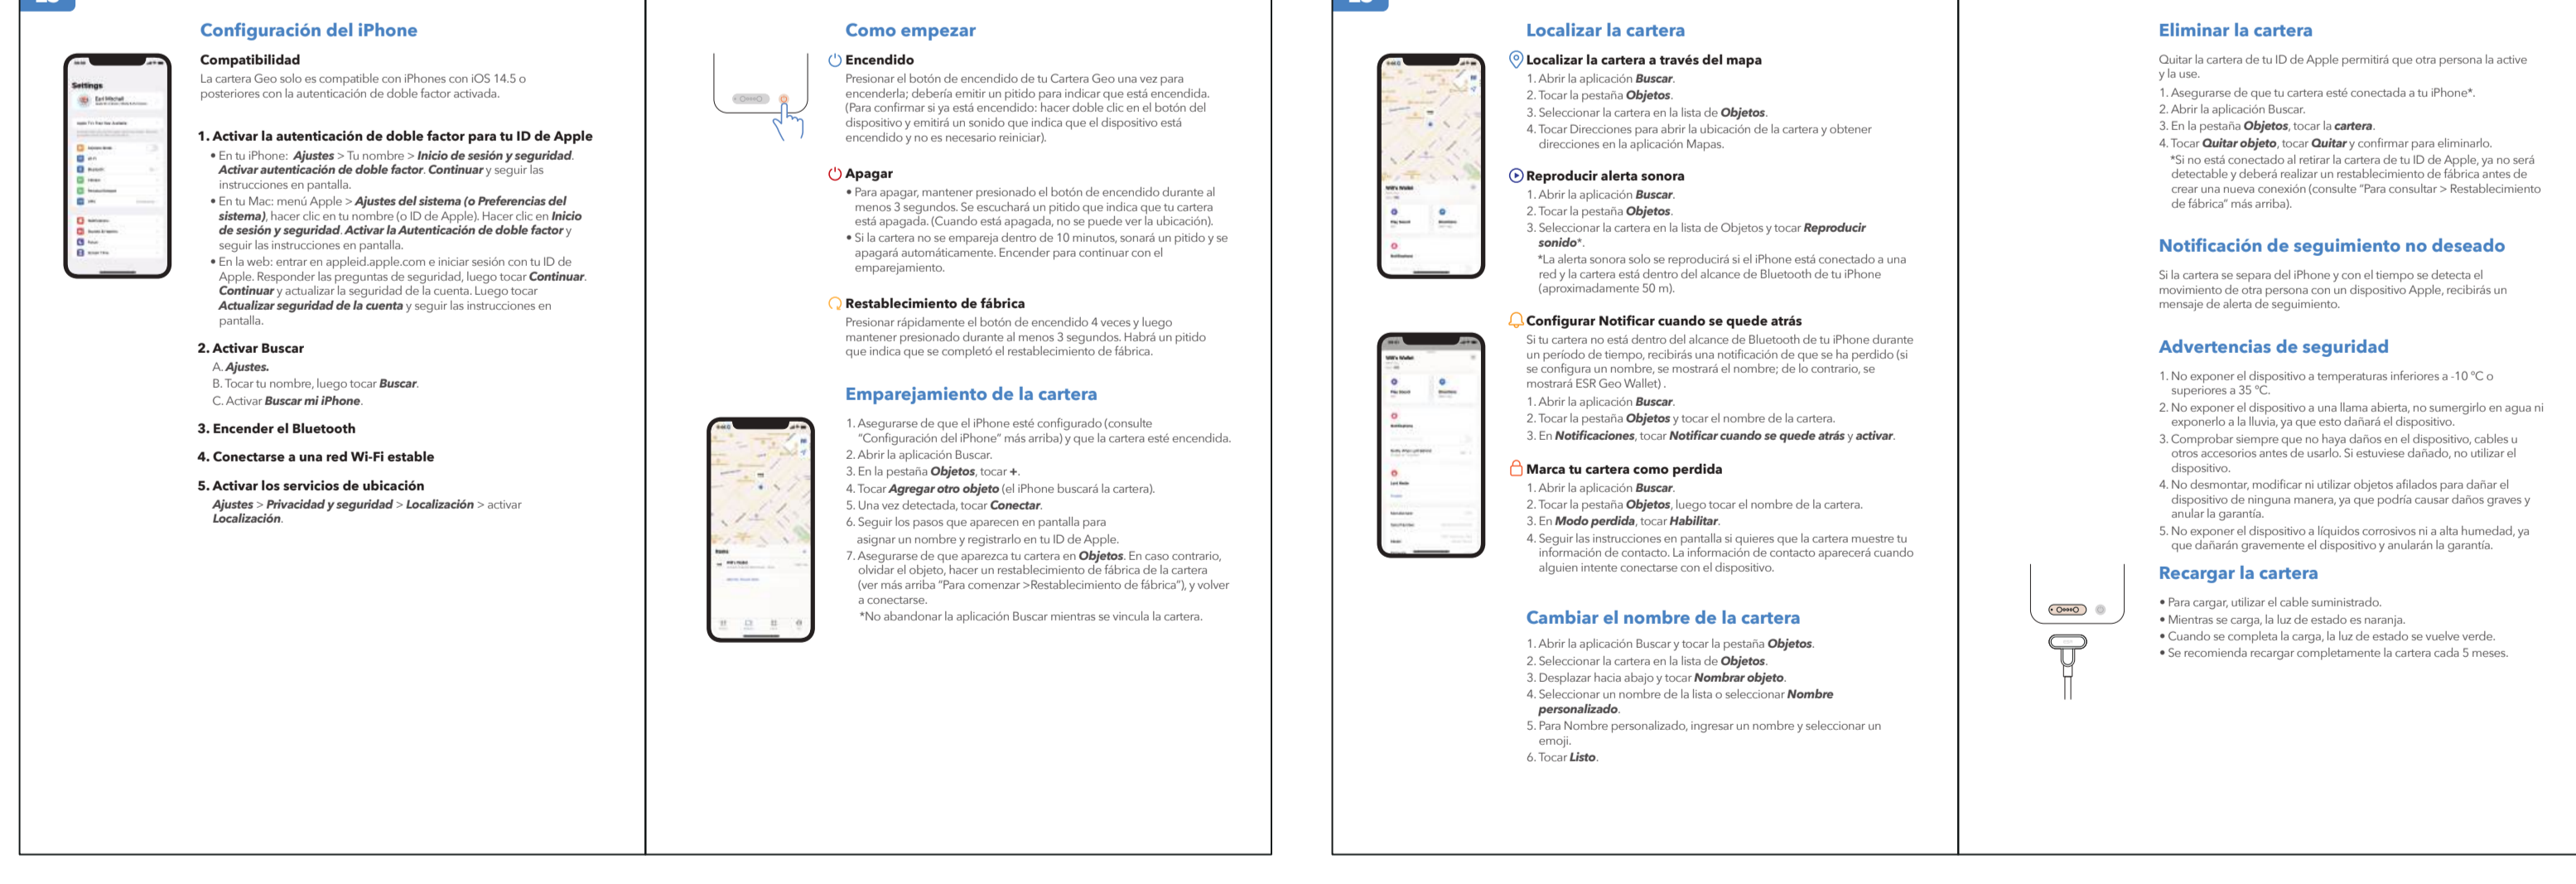 ES
Configuración del iPhone
Compatibilidad
La cartera Geo solo es compatible con iPhones con iOS 14.5 o
posteriores con la autenticación de doble factor activada.
Settings
1. Activar la autenticación de doble factor para tu ID de Apple
• En tu iPhone: Ajustes > Tu nombre > Inicio de sesión y seguridad.
Activar autenticación de doble factor. Continuar y seguir las
instrucciones en pantalla.
• En tu Mac: menú Apple > Ajustes del sistema (o Preferencias del
sistema), hacer clic en tu nombre (o ID de Apple). Hacer clic en Inicio
de sesión y seguridad. Activar la Autenticación de doble factor y
seguir las instrucciones en pantalla.
• En la web: entrar en appleid.apple.com e iniciar sesión con tu ID de
Apple. Responder las preguntas de seguridad, luego tocar Continuar.
Continuar y actualizar la seguridad de la cuenta. Luego tocar
Actualizar seguridad de la cuenta y seguir las instrucciones en
pantalla.
2. Activar Buscar
A. Ajustes.
B. Tocar tu nombre, luego tocar Buscar.
C. Activar Buscar mi iPhone.
3. Encender el Bluetooth
4. Conectarse a una red Wi-Fi estable
5. Activar los servicios de ubicación
Ajustes > Privacidad y seguridad > Localización > activar
Localización.
Como empezar
Encendido
Presionar el botón de encendido de tu Cartera Geo una vez para
encenderla; debería emitir un pitido para indicar que está encendida.
(Para confirmar si ya está encendido: hacer doble clic en el botón del
dispositivo y emitirá un sonido que indica que el dispositivo está
encendido y no es necesario reiniciar).
Apagar
• Para apagar, mantener presionado el botón de encendido durante al
menos 3 segundos. Se escuchará un pitido que indica que tu cartera
está apagada. (Cuando está apagada, no se puede ver la ubicación).
• Si la cartera no se empareja dentro de 10 minutos, sonará un pitido y se
apagará automáticamente. Encender para continuar con el
emparejamiento.
Restablecimiento de fábrica
Presionar rápidamente el botón de encendido 4 veces y luego
mantener presionado durante al menos 3 segundos. Habrá un pitido
que indica que se completó el restablecimiento de fábrica.
Emparejamiento de la cartera
1. Asegurarse de que el iPhone esté configurado (consulte
"Configuración del iPhone" más arriba) y que la cartera esté encendida.
2. Abrir la aplicación Buscar.
3. En la pestaña Objetos, tocar +.
4. Tocar Agregar otro objeto (el iPhone buscará la cartera).
5. Una vez detectada, tocar Conectar.
6. Seguir los pasos que aparecen en pantalla para
asignar un nombre y registrarlo en tu ID de Apple.
7. Asegurarse de que aparezca tu cartera en Objetos. En caso contrario,
olvidar el objeto, hacer un restablecimiento de fábrica de la cartera
(ver más arriba "Para comenzar >Restablecimiento de fábrica"), y volver
a conectarse.
*No abandonar la aplicación Buscar mientras se vincula la cartera.
ES
Localizar la cartera
Localizar la cartera a través del mapa
1. Abrir la aplicación Buscar.
2. Tocar la pestaña Objetos.
3. Seleccionar la cartera en la lista de Objetos.
4. Tocar Direcciones para abrir la ubicación de la cartera y obtener
direcciones en la aplicación Mapas.
Reproducir alerta sonora
1. Abrir la aplicación Buscar.
2. Tocar la pestaña Objetos.
3. Seleccionar la cartera en la lista de Objetos y tocar Reproducir
sonido*.
*La alerta sonora solo se reproducirá si el iPhone está conectado a una
red y la cartera está dentro del alcance de Bluetooth de tu iPhone
(aproximadamente 50 m).
Configurar Notificar cuando se quede atrás
Si tu cartera no está dentro del alcance de Bluetooth de tu iPhone durante
un período de tiempo, recibirás una notificación de que se ha perdido (si
se configura un nombre, se mostrará el nombre; de lo contrario, se
mostrará ESR Geo Wallet) .
1. Abrir la aplicación Buscar.
2. Tocar la pestaña Objetos y tocar el nombre de la cartera.
3. En Notificaciones, tocar Notificar cuando se quede atrás y activar.
Marca tu cartera como perdida
1. Abrir la aplicación Buscar.
2. Tocar la pestaña Objetos, luego tocar el nombre de la cartera.
3. En Modo perdida, tocar Habilitar.
4. Seguir las instrucciones en pantalla si quieres que la cartera muestre tu
información de contacto. La información de contacto aparecerá cuando
alguien intente conectarse con el dispositivo.
Cambiar el nombre de la cartera
1. Abrir la aplicación Buscar y tocar la pestaña Objetos.
2. Seleccionar la cartera en la lista de Objetos.
3. Desplazar hacia abajo y tocar Nombrar objeto.
4. Seleccionar un nombre de la lista o seleccionar Nombre
personalizado.
5. Para Nombre personalizado, ingresar un nombre y seleccionar un
emoji.
6. Tocar Listo.
Eliminar la cartera
Quitar la cartera de tu ID de Apple permitirá que otra persona la active
y la use.
1. Asegurarse de que tu cartera esté conectada a tu iPhone*.
2. Abrir la aplicación Buscar.
3. En la pestaña Objetos, tocar la cartera.
4. Tocar Quitar objeto, tocar Quitar y confirmar para eliminarlo.
*Si no está conectado al retirar la cartera de tu ID de Apple, ya no será
detectable y deberá realizar un restablecimiento de fábrica antes de
crear una nueva conexión (consulte "Para consultar > Restablecimiento
de fábrica" más arriba).
Notificación de seguimiento no deseado
Si la cartera se separa del iPhone y con el tiempo se detecta el
movimiento de otra persona con un dispositivo Apple, recibirás un
mensaje de alerta de seguimiento.
Advertencias de seguridad
1. No exponer el dispositivo a temperaturas inferiores a -10 °C o
superiores a 35 °C.
2. No exponer el dispositivo a una llama abierta, no sumergirlo en agua ni
exponerlo a la lluvia, ya que esto dañará el dispositivo.
3. Comprobar siempre que no haya daños en el dispositivo, cables u
otros accesorios antes de usarlo. Si estuviese dañado, no utilizar el
dispositivo.
4. No desmontar, modificar ni utilizar objetos afilados para dañar el
dispositivo de ninguna manera, ya que podría causar daños graves y
anular la garantía.
5. No exponer el dispositivo a líquidos corrosivos ni a alta humedad, ya
que dañarán gravemente el dispositivo y anularán la garantía.
Recargar la cartera
• Para cargar, utilizar el cable suministrado.
• Mientras se carga, la luz de estado es naranja.
• Cuando se completa la carga, la luz de estado se vuelve verde.
• Se recomienda recargar completamente la cartera cada 5 meses.